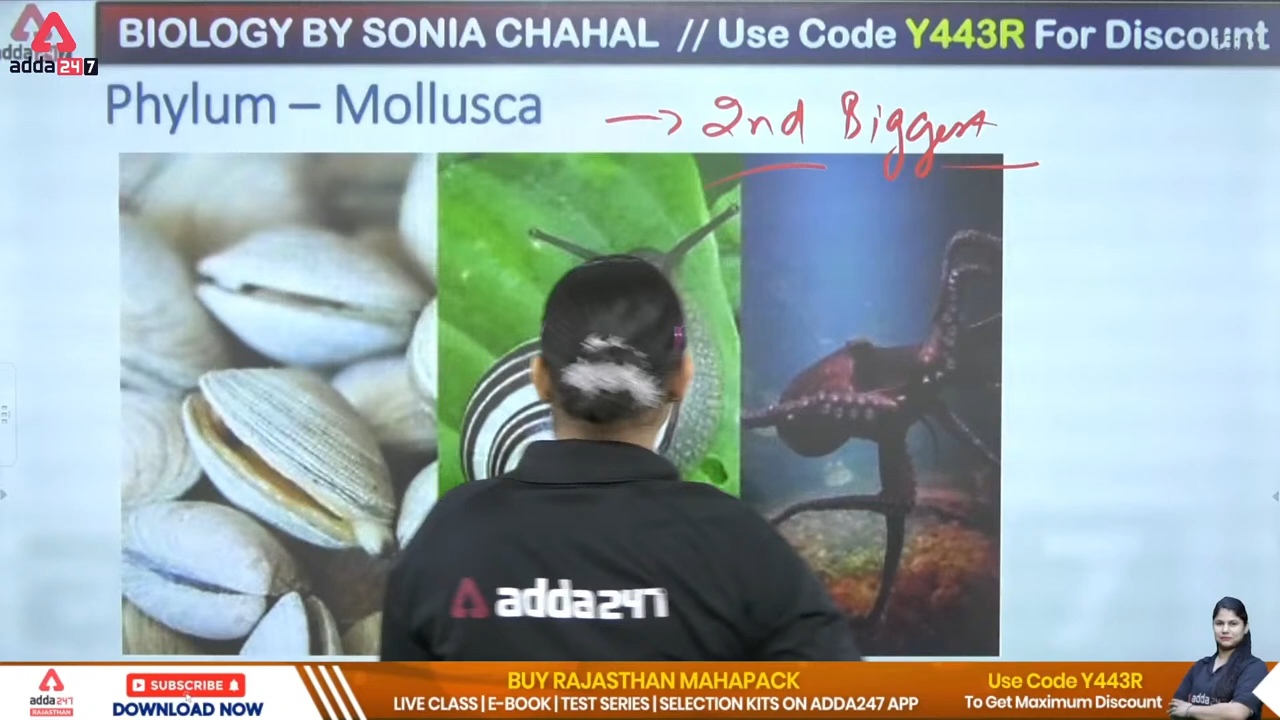 BIOLOGY BY SONIA CHAHAL // Use Code Y443R For Discount
adda247
Phylum – Mollusca → 2nd Biggest
adda247
adda247
RAJASTHAN
SUBSCRIBE
DOWNLOAD NOW
BUY RAJASTHAN MAHAPACK
LIVE CLASS | E-BOOK | TEST SERIES | SELECTION KITS ON ADDA247 APP
Use Code Y443R
To Get Maximum Discount
adda247